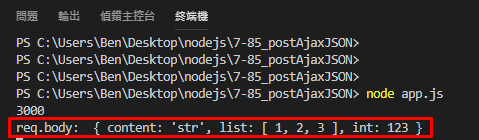 問題 輸出 偵錯主控台 終端機
PS C:\Users\Ben\Desktop\nodejs\7-85_postAjaxJSON>
PS C:\Users\Ben\Desktop\nodejs\7-85_postAjaxJSON>
PS C:\Users\Ben\Desktop\nodejs\7-85_postAjaxJSON>
PS C:\Users\Ben\Desktop\nodejs\7-85_postAjaxJSON> node app.js
3000
req.body:  { content: 'str', list: [ 1, 2, 3 ], int: 123 }